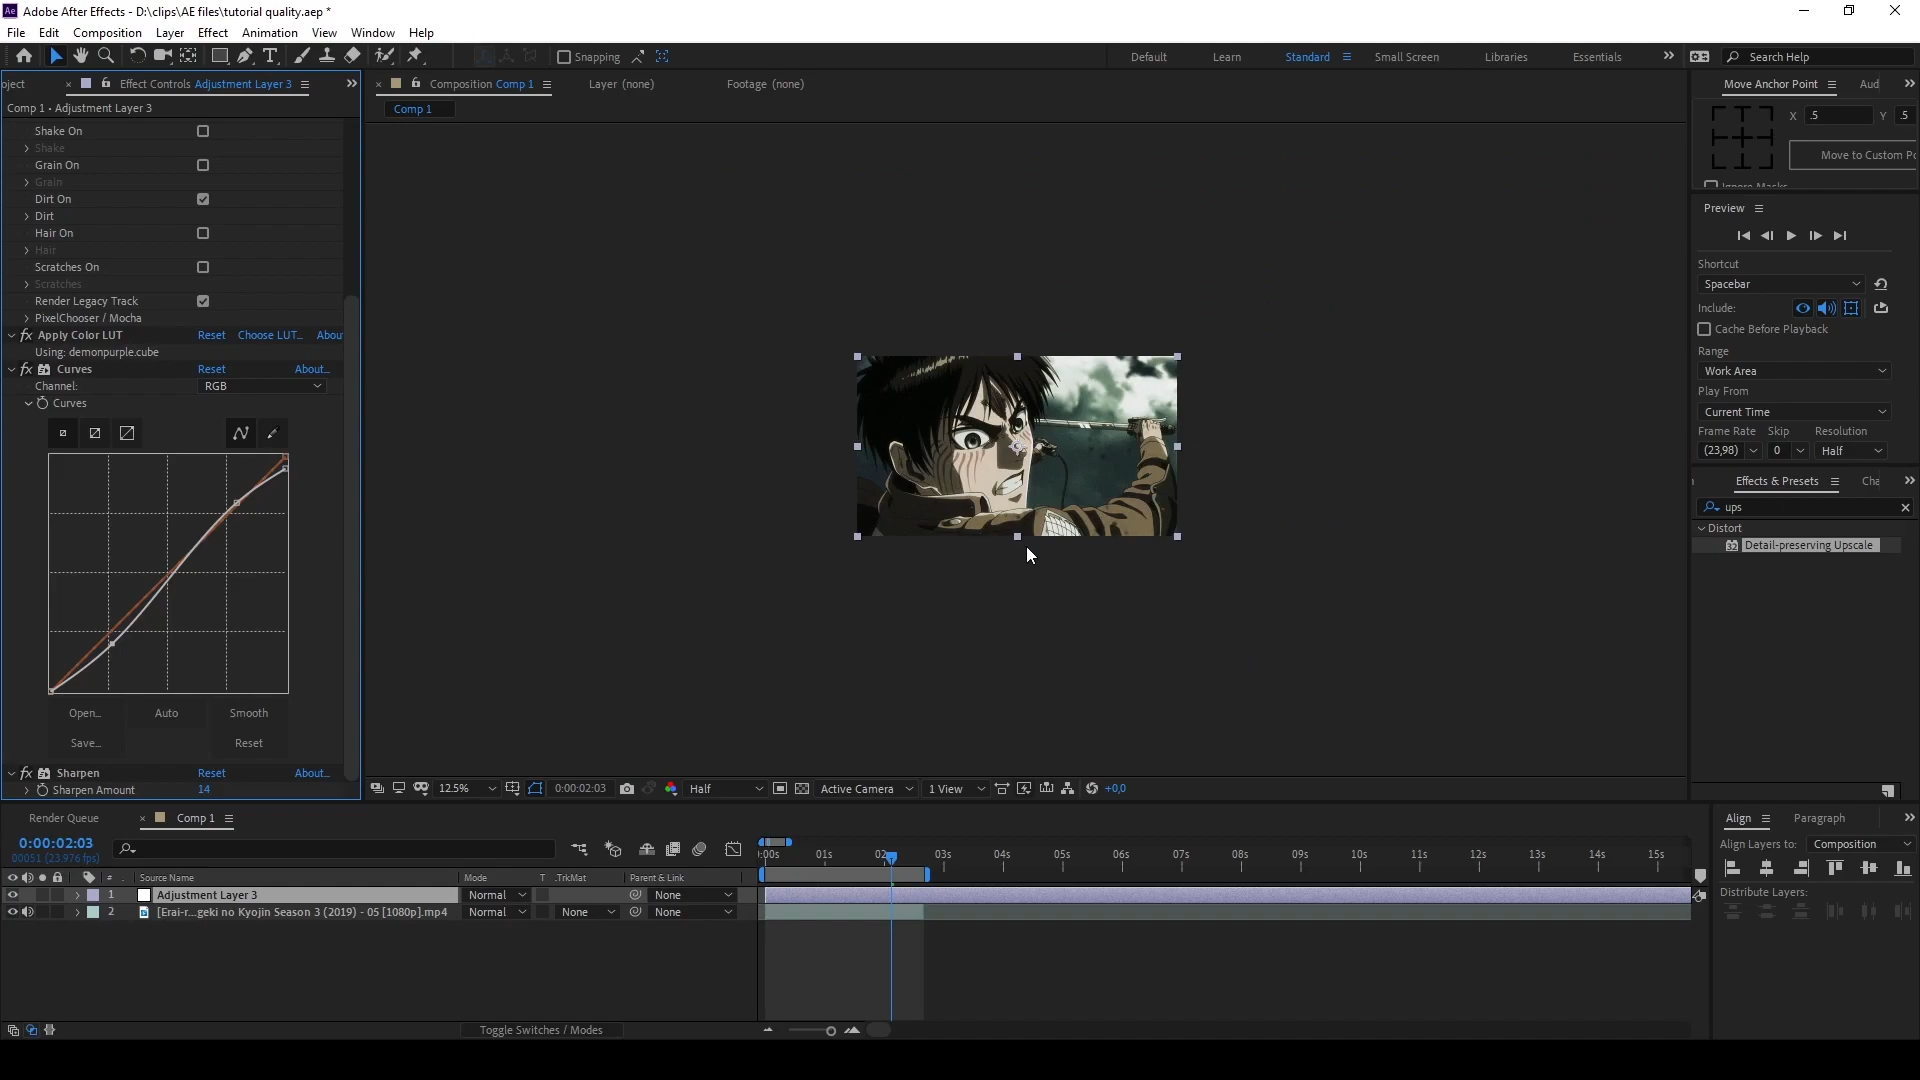 Adobe After Effects - D:\clips\AE files\tutorial quality.aep *
File Edit Composition Layer Effect Animation View Window Help
Snapping Default Learn Standard Small Screen Libraries Essentials Search Help
oject Effect Controls Adjustment Layer 3
Composition Comp 1 Layer (none) Footage (none)
Move Anchor Point Aud
Comp 1 • Adjustment Layer 3
Comp 1
X .5 Y .5
Move to Custom Po
Ignore Masks
Shake On
Shake
Grain On
Grain
Dirt On
Dirt
Hair On
Hair
Scratches On
Scratches
Render Legacy Track
PixelChooser / Mocha
fx Apply Color LUT Reset Choose LUT... Abou
Using: demonpurple.cube
fx Curves Reset About...
Channel: RGB
Curves
Open... Auto Smooth
Save... Reset
fx Sharpen Reset About...
Sharpen Amount 14
Preview
Shortcut
Spacebar
Include:
Cache Before Playback
Range
Work Area
Play From
Current Time
Frame Rate Skip Resolution
(23,98) 0 Half
Effects & Presets Cha
ups
Distort
32 Detail-preserving Upscale
12.5% 0:00:02:03 Half Active Camera 1 View +0,0
Render Queue Comp 1
0:00:02:03
00051 (23.976 fps)
:00s 01s 02s 03s 04s 05s 06s 07s 08s 09s 10s 11s 12s 13s 14s 15s
# Source Name Mode T .TrkMat Parent & Link
1 Adjustment Layer 3 Normal None
2 [Erai-r...geki no Kyojin Season 3 (2019) - 05 [1080p].mp4 Normal None None
Toggle Switches / Modes
Align Paragraph
Align Layers to: Composition
Distribute Layers: